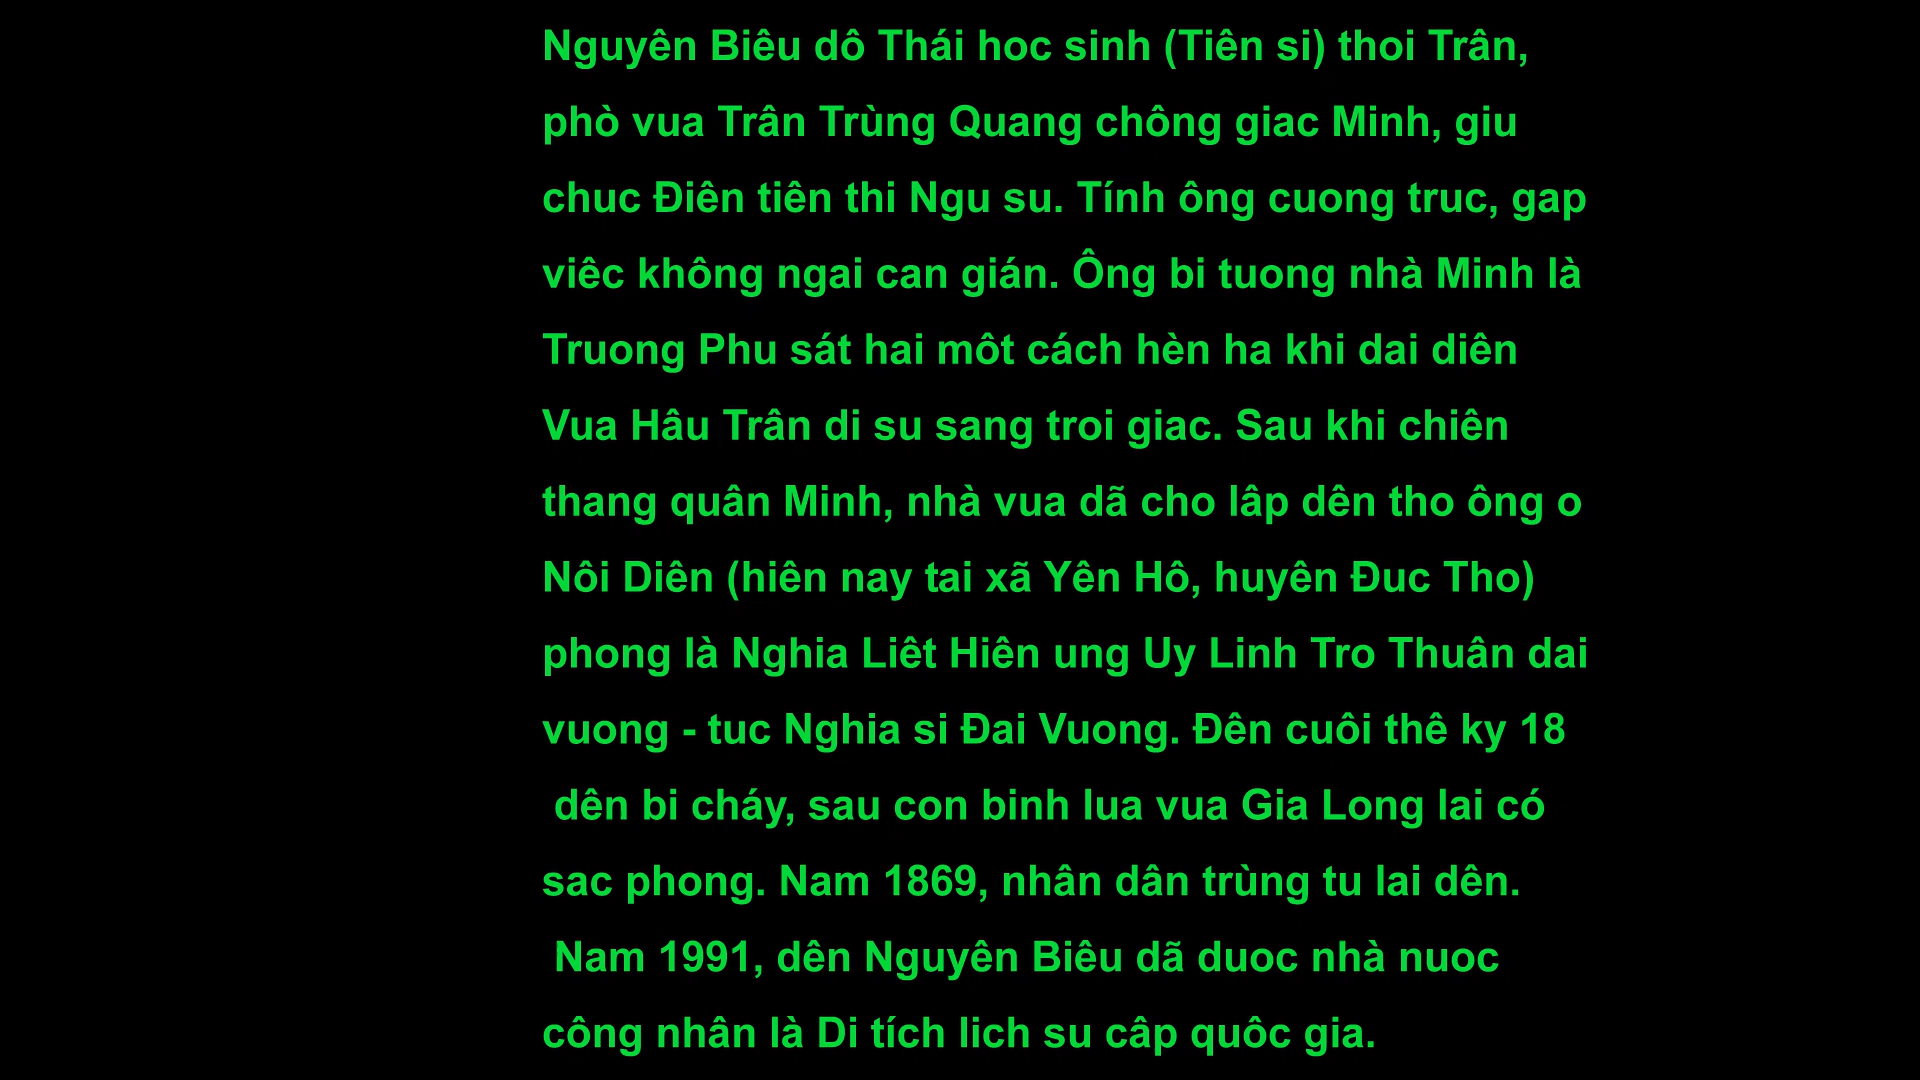 Nguyên Biêu dô Thái hoc sinh (Tiên si) thoi Trân,
phò vua Trân Trùng Quang chông giac Minh, giu
chuc Điên tiên thi Ngu su. Tính ông cuong truc, gap
viêc không ngai can gián. Ông bi tuong nhà Minh là
Truong Phu sát hai môt cách hèn ha khi dai diên
Vua Hâu Trân di su sang troi giac. Sau khi chiên
thang quân Minh, nhà vua dã cho lâp dên tho ông o
Nôi Diên (hiên nay tai xã Yên Hô, huyên Đuc Tho)
phong là Nghia Liêt Hiên ung Uy Linh Tro Thuân dai
vuong - tuc Nghia si Đai Vuong. Đên cuôi thê ky 18
dên bi cháy, sau con binh lua vua Gia Long lai có
sac phong. Nam 1869, nhân dân trùng tu lai dên.
Nam 1991, dên Nguyên Biêu dã duoc nhà nuoc
công nhân là Di tích lich su câp quôc gia.